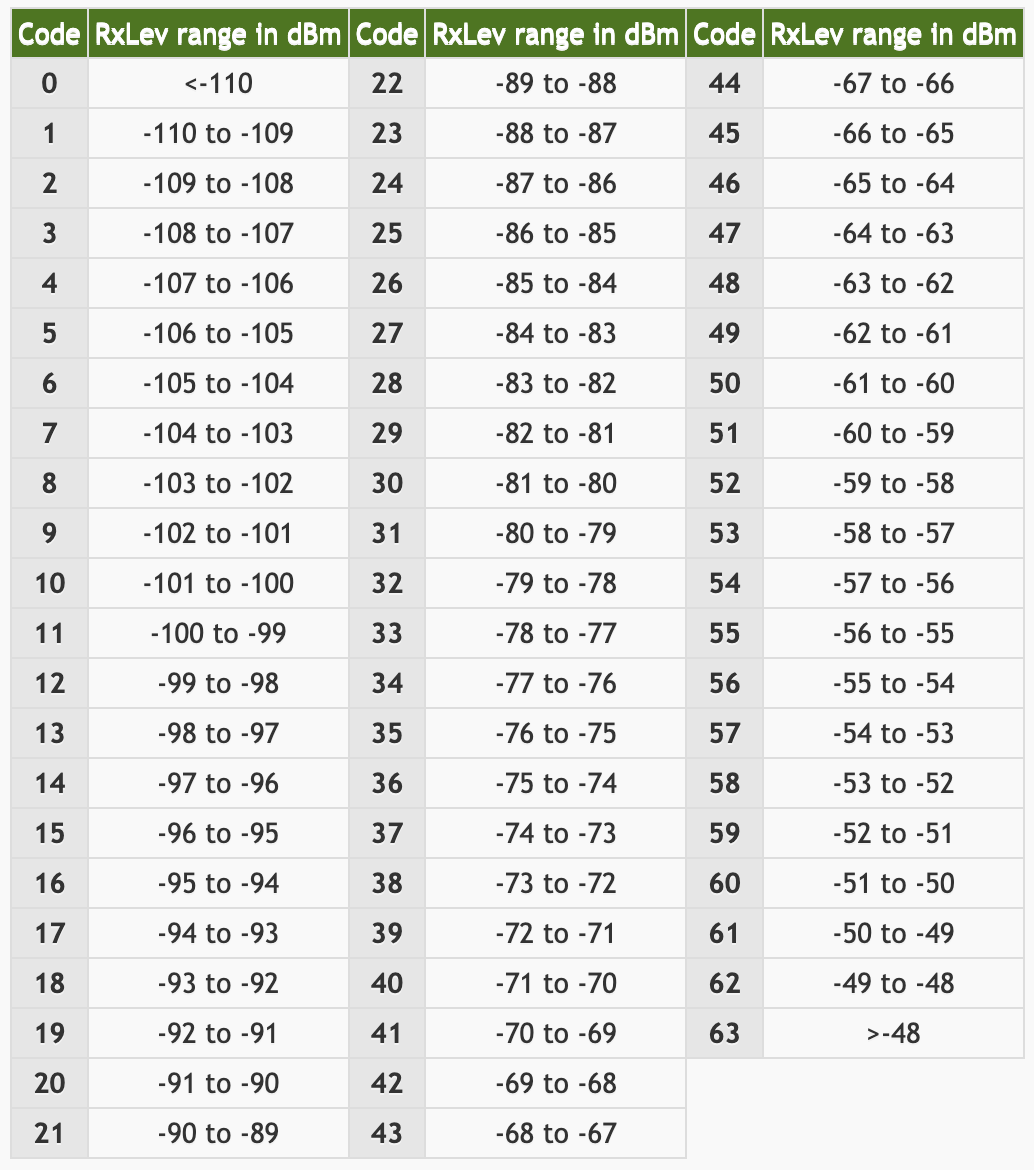 Code RxLev range in dBm Code RxLev range in dBm Code RxLev range in dBm
0 <-110 22 -89 to -88 44 -67 to -66
1 -110 to -109 23 -88 to -87 45 -66 to -65
2 -109 to -108 24 -87 to -86 46 -65 to -64
3 -108 to -107 25 -86 to -85 47 -64 to -63
4 -107 to -106 26 -85 to -84 48 -63 to -62
5 -106 to -105 27 -84 to -83 49 -62 to -61
6 -105 to -104 28 -83 to -82 50 -61 to -60
7 -104 to -103 29 -82 to -81 51 -60 to -59
8 -103 to -102 30 -81 to -80 52 -59 to -58
9 -102 to -101 31 -80 to -79 53 -58 to -57
10 -101 to -100 32 -79 to -78 54 -57 to -56
11 -100 to -99 33 -78 to -77 55 -56 to -55
12 -99 to -98 34 -77 to -76 56 -55 to -54
13 -98 to -97 35 -76 to -75 57 -54 to -53
14 -97 to -96 36 -75 to -74 58 -53 to -52
15 -96 to -95 37 -74 to -73 59 -52 to -51
16 -95 to -94 38 -73 to -72 60 -51 to -50
17 -94 to -93 39 -72 to -71 61 -50 to -49
18 -93 to -92 40 -71 to -70 62 -49 to -48
19 -92 to -91 41 -70 to -69 63 >-48
20 -91 to -90 42 -69 to -68
21 -90 to -89 43 -68 to -67